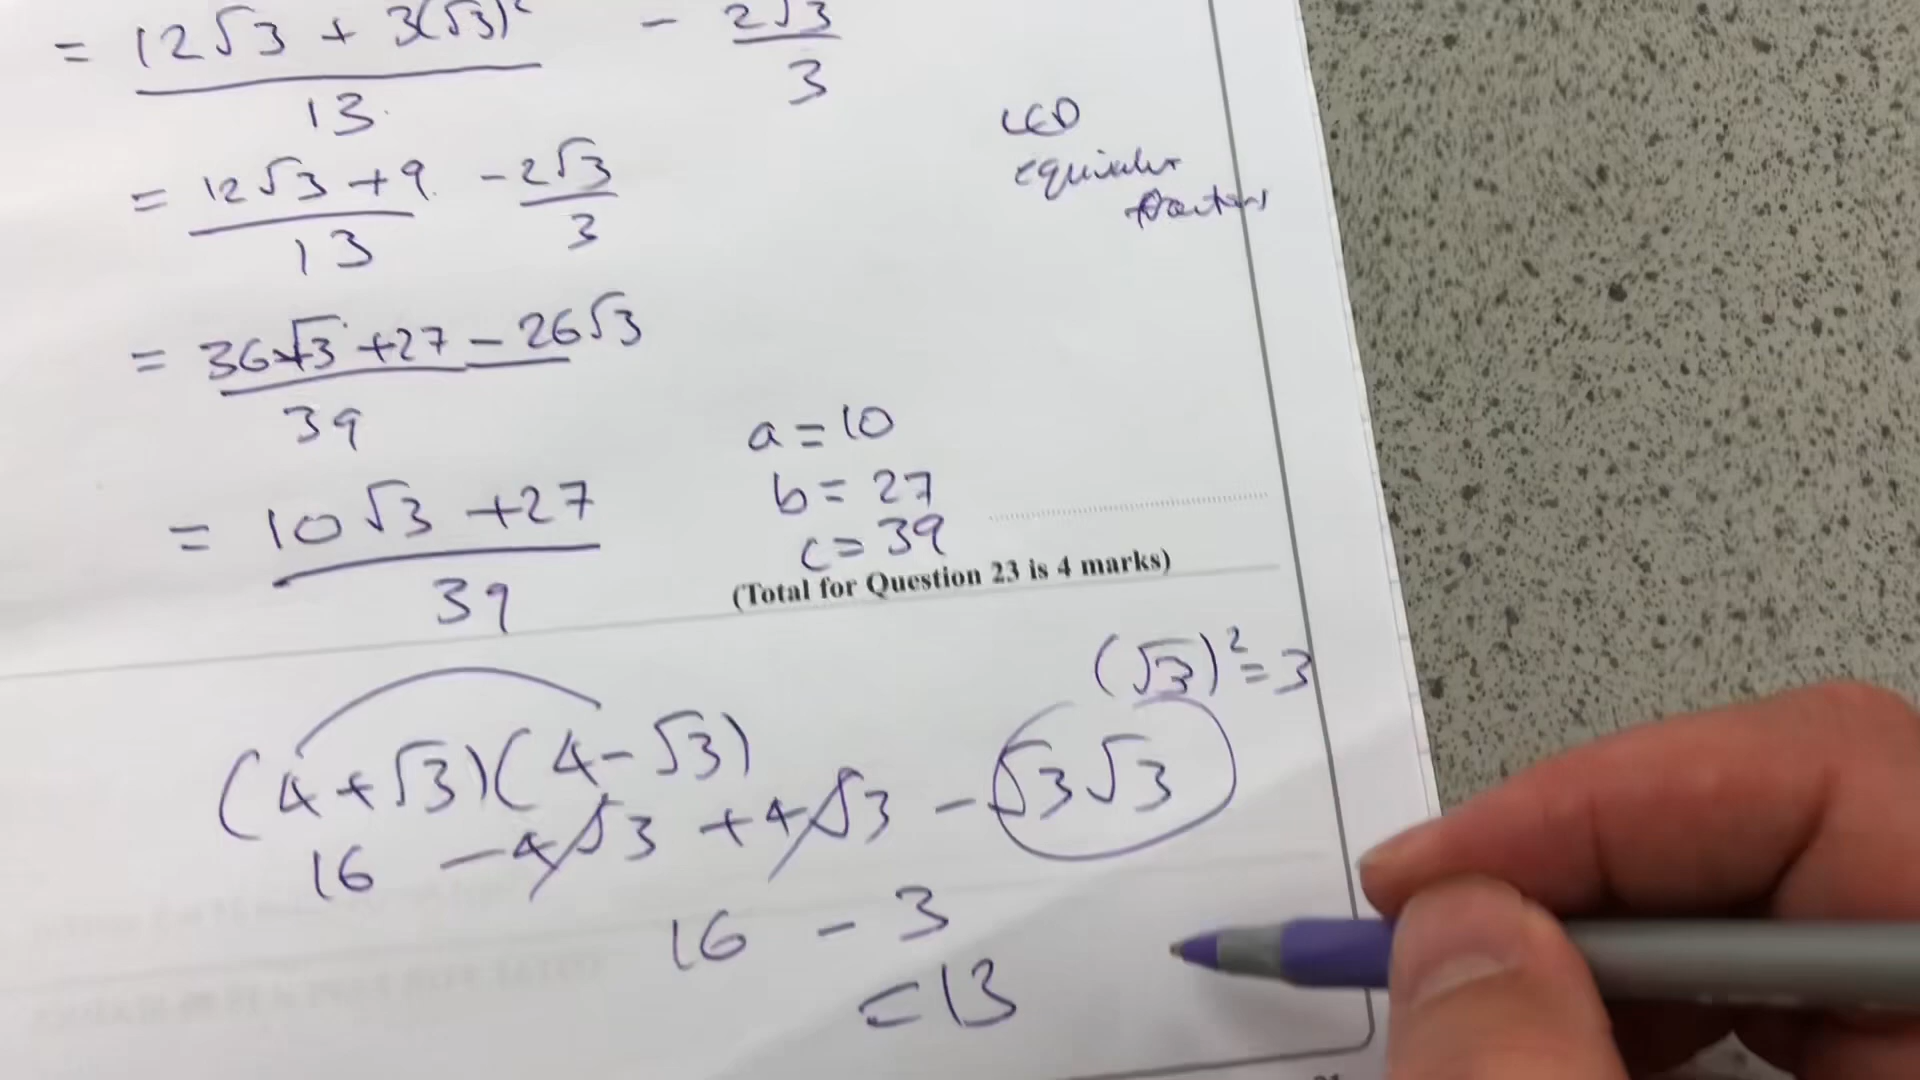 = 12√3 + 3(√3)² / 13 - 2√3 / 3
= 12√3 + 9 / 13 - 2√3 / 3
LCD
equivalent
fractions
= 36√3 + 27 - 26√3 / 39
= 10√3 + 27 / 39
a = 10
b = 27
c = 39
(Total for Question 23 is 4 marks)
(√3)² = 3
(4+√3)(4-√3)
16 - 4√3 + 4√3 - √3√3
16 - 3
= 13